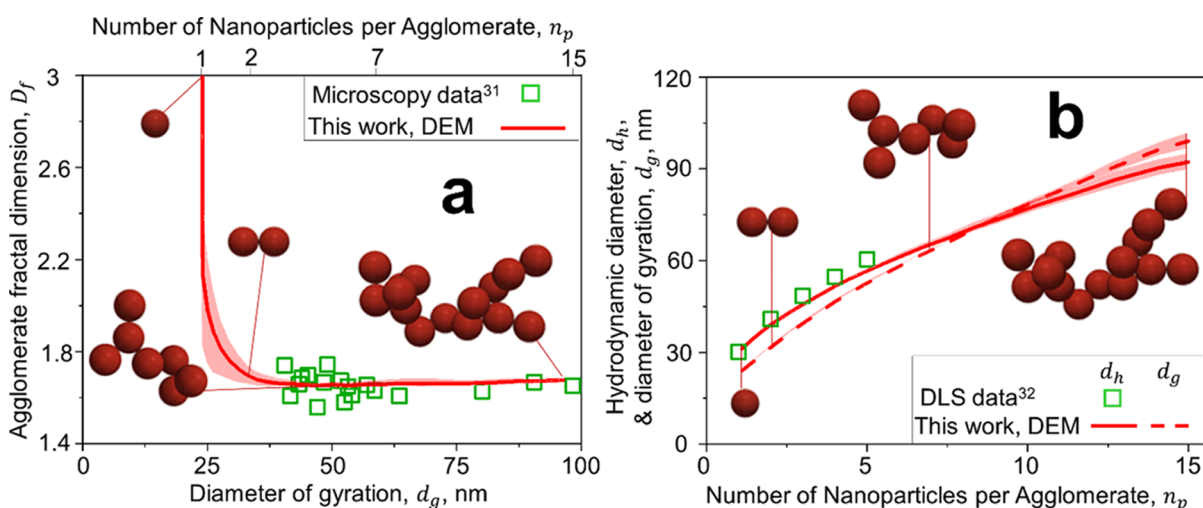 Number of Nanoparticles per Agglomerate, n_p
1 2 7 15
3
2.6
2.2
1.8
1.4
Agglomerate fractal dimension, D_f
Microscopy data³¹
This work, DEM
a
0 25 50 75 100
Diameter of gyration, d_g, nm
120
90
60
30
0
Hydrodynamic diameter, d_h,
& diameter of gyration, d_g, nm
b
d_h d_g
DLS data³²
This work, DEM
0 5 10 15
Number of Nanoparticles per Agglomerate, n_p